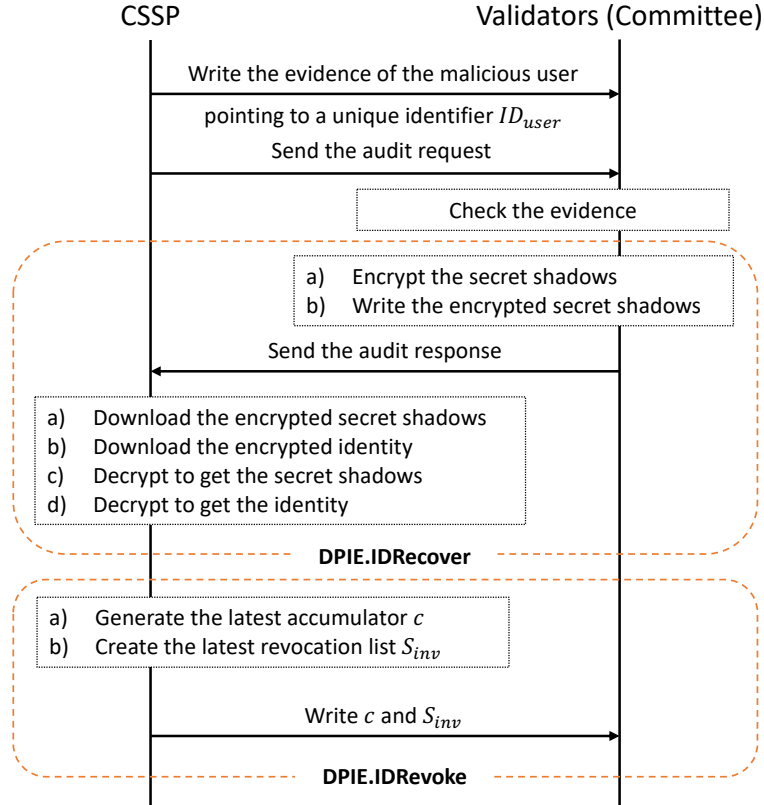 CSSP
Validators (Committee)
Write the evidence of the malicious user
pointing to a unique identifier ID_user
Send the audit request
Check the evidence
a) Encrypt the secret shadows
b) Write the encrypted secret shadows
Send the audit response
a) Download the encrypted secret shadows
b) Download the encrypted identity
c) Decrypt to get the secret shadows
d) Decrypt to get the identity
DPIE.IDRecover
a) Generate the latest accumulator c
b) Create the latest revocation list S_inv
Write c and S_inv
DPIE.IDRevoke